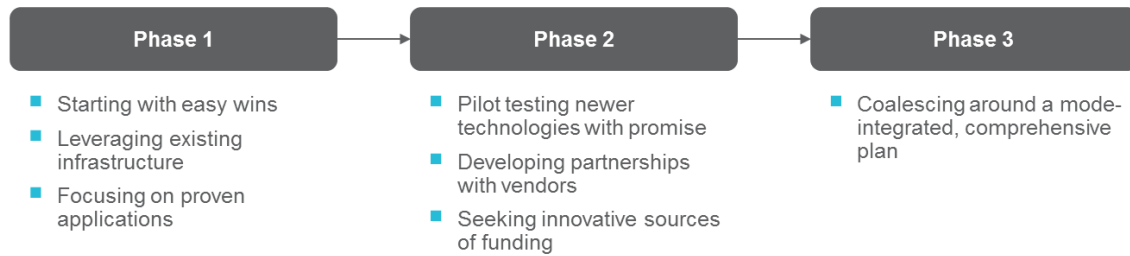 Phase 1
Starting with easy wins
Leveraging existing
infrastructure
Focusing on proven
applications
Phase 2
Pilot testing newer
technologies with promise
Developing partnerships
with vendors
Seeking innovative sources
of funding
Phase 3
Coalescing around a mode-
integrated, comprehensive
plan